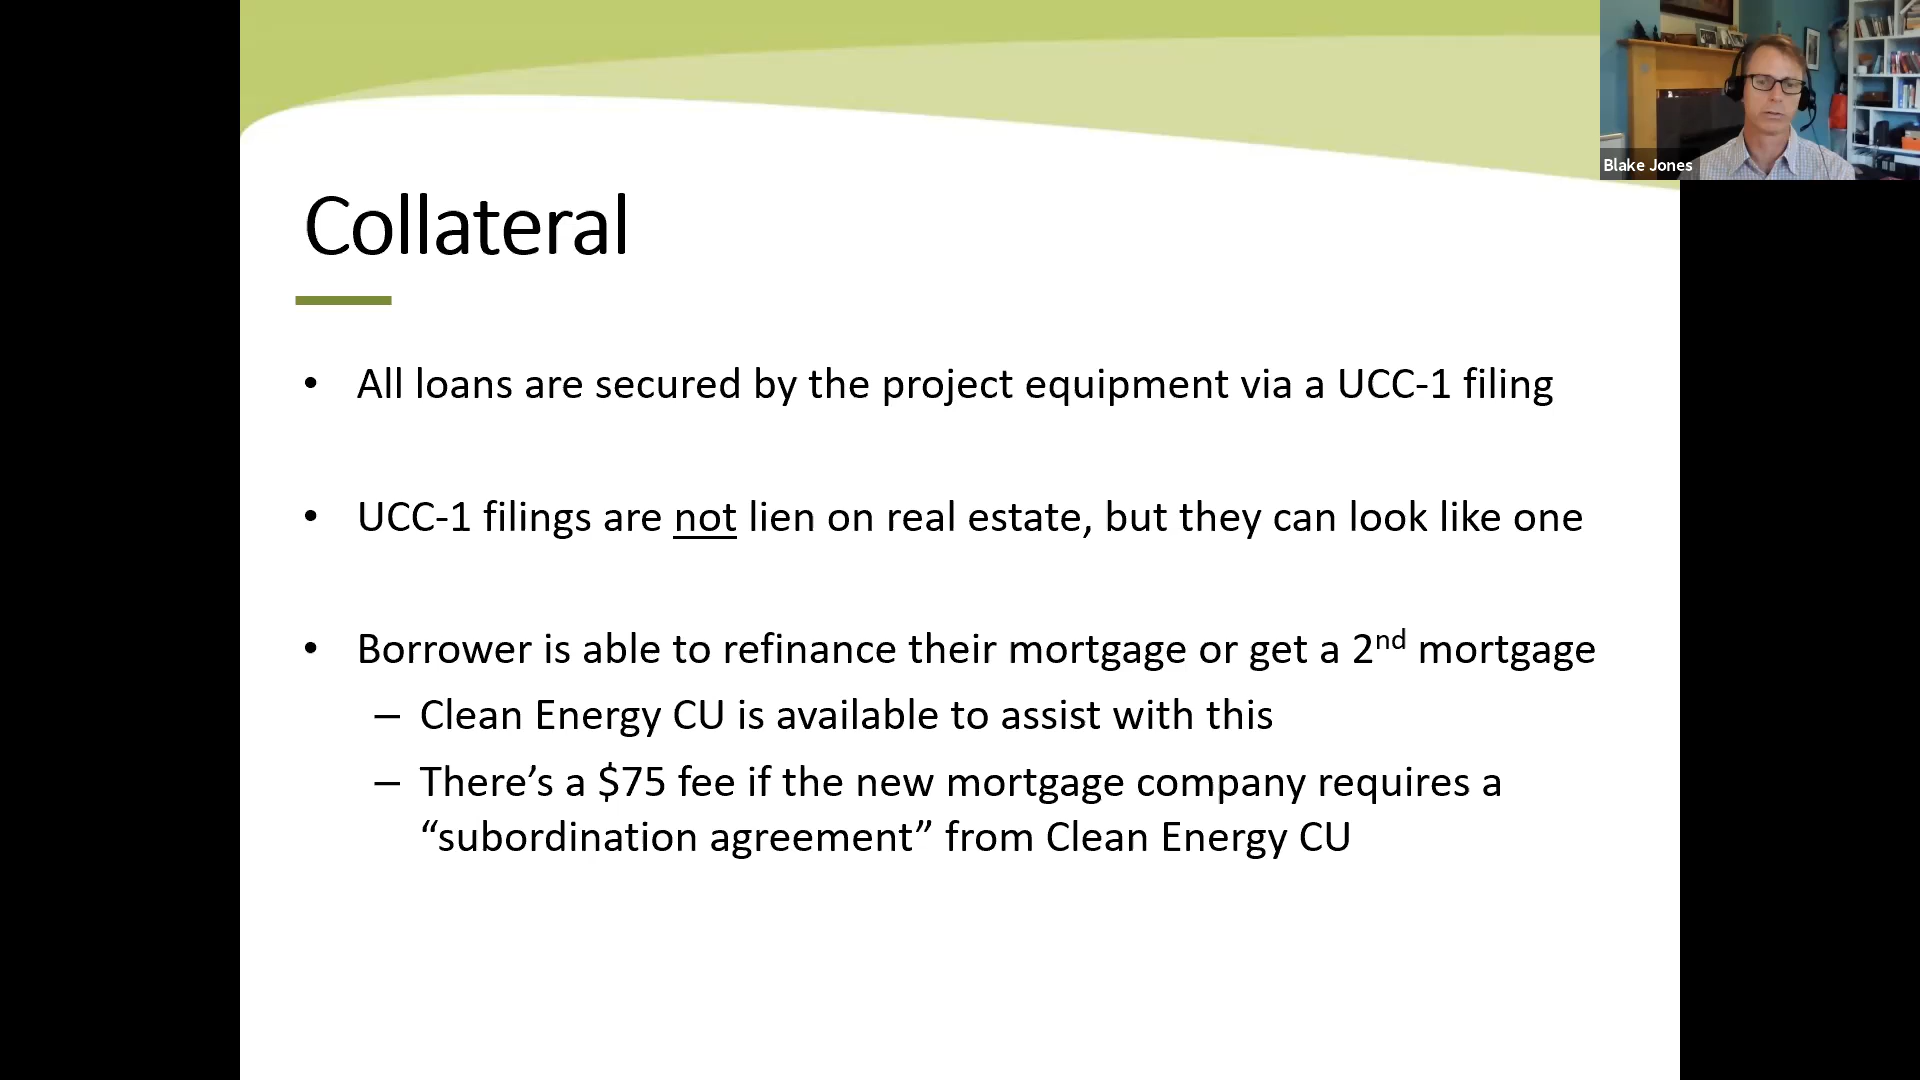 Blake Jones
Collateral
• All loans are secured by the project equipment via a UCC-1 filing
• UCC-1 filings are not lien on real estate, but they can look like one
• Borrower is able to refinance their mortgage or get a 2nd mortgage
– Clean Energy CU is available to assist with this
– There’s a $75 fee if the new mortgage company requires a
“subordination agreement” from Clean Energy CU